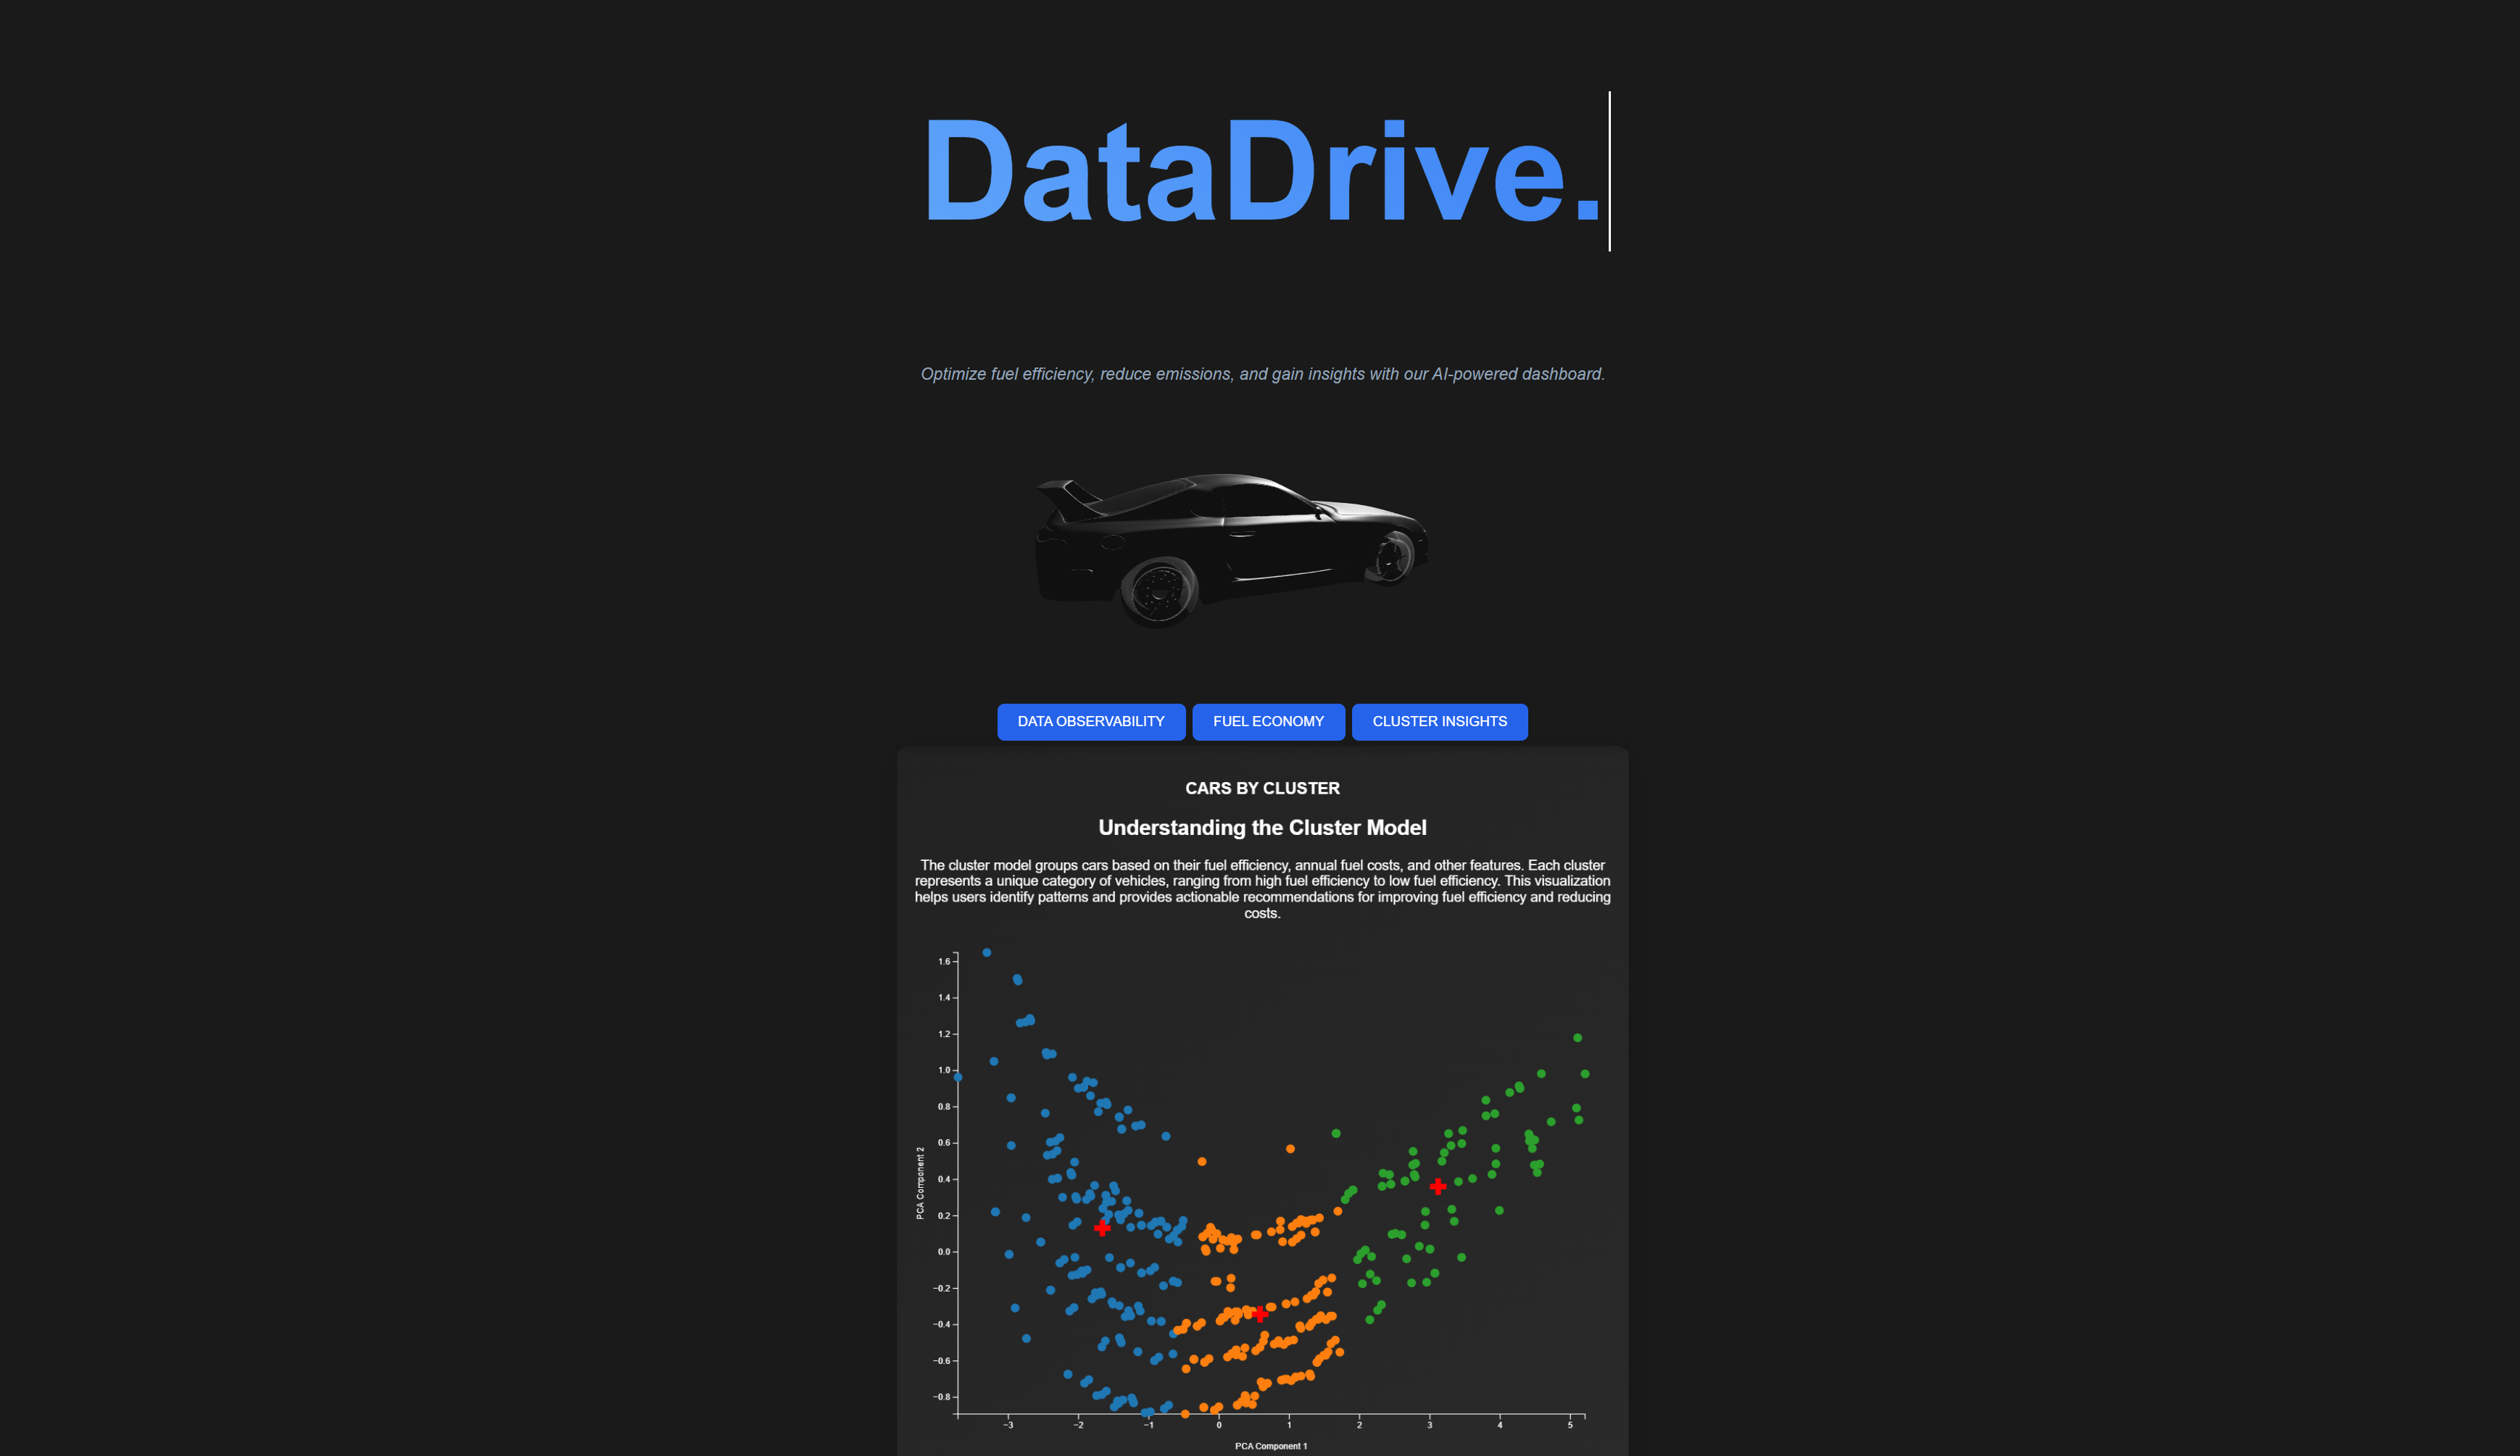 DataDrive.
Optimize fuel efficiency, reduce emissions, and gain insights with our AI-powered dashboard.
DATA OBSERVABILITY
FUEL ECONOMY
CLUSTER INSIGHTS
CARS BY CLUSTER
Understanding the Cluster Model
The cluster model groups cars based on their fuel efficiency, annual fuel costs, and other features. Each cluster
represents a unique category of vehicles, ranging from high fuel efficiency to low fuel efficiency. This visualization
helps users identify patterns and provides actionable recommendations for improving fuel efficiency and reducing
costs.
1.6
1.4
1.2
1.0
0.8
0.6
0.4
0.2
0.0
−0.2
−0.4
−0.6
−0.8
PCA Component 2
−3
−2
−1
0
1
2
3
4
5
PCA Component 1